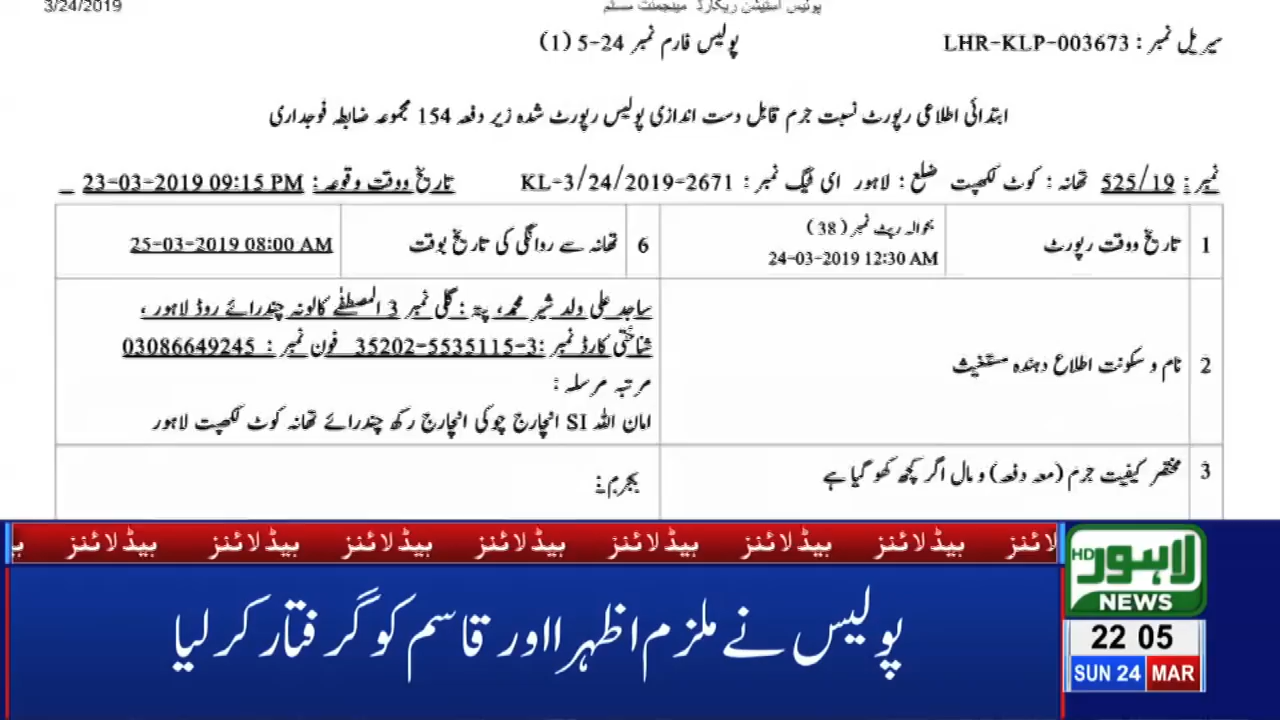 3/24/2019
پولیس اسٹیشن ریکارڈ مینجمنٹ سسٹم
سیریل نمبر : LHR-KLP-003673
پولیس فارم نمبر 24-5 (1)
ابتدائی اطلاعی رپورٹ نسبت جرم قابل دست اندازی پولیس رپورٹ شدہ زیر دفعہ 154 مجموعہ ضابطہ فوجداری
نمبر : 525/19 تھانہ : کوٹ لکھپت ضلع : لاہور ای ٹیگ نمبر : KL-3/24/2019-2671 تاریخ ووقت وقوعہ : 23-03-2019 09:15 PM
1 تاریخ ووقت رپورٹ
بحوالہ رپٹ نمبر (38)
24-03-2019 12:30 AM
6 تھانہ سے روانگی کی تاریخ بوقت
25-03-2019 08:00 AM
2 نام و سکونت اطلاع دہندہ مستغیث
ساجد علی ولد شیر محمد، پتہ : گلی نمبر 3 المصطفٰے کالونہ چندرائے روڈ لاہور ،
شناختی کارڈ نمبر : 35202-5535115-3 فون نمبر : 03086649245
مرتبہ مرسلہ :
امان اللہ SI انچارج چوکی انچارج رکھ چندرائے تھانہ کوٹ لکھپت لاہور
3 مختصر کیفیت جرم (معہ دفعہ) و مال اگر کچھ کھو گیا ہے
بجرم :
ہیڈلائنز ہیڈلائنز ہیڈلائنز ہیڈلائنز ہیڈلائنز ہیڈلائنز ہیڈلائنز
پولیس نے ملزم اظہر ااور قاسم کو گرفتار کر لیا
لاہور HD
NEWS
22 05
SUN 24 MAR